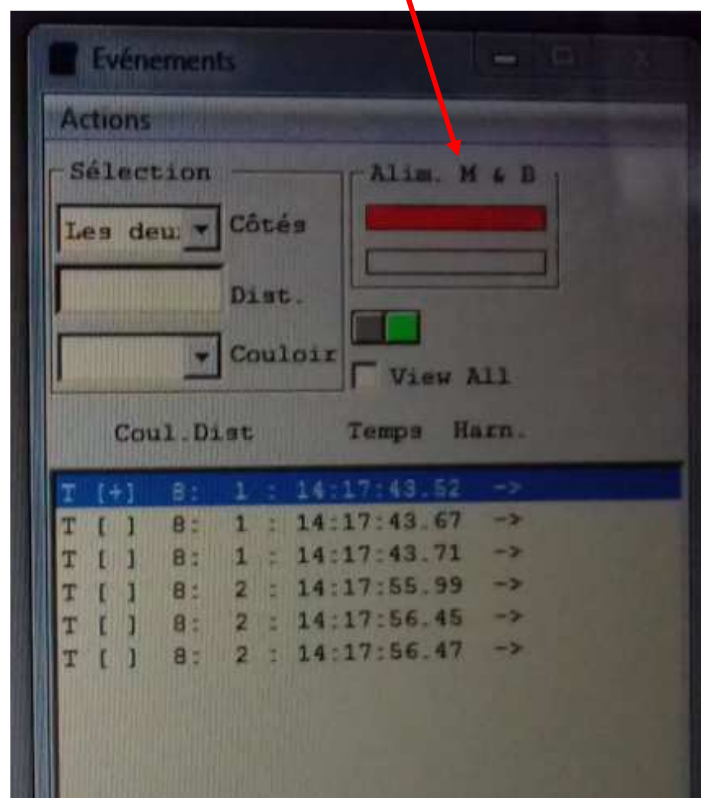 Evénements
Actions
Sélection
Alim. M & B
Les deu: Côtés
Dist.
Couloir
View All
Coul.Dist Temps Harn.
T [+] 8: 1 : 14:17:43.52 ->
T [ ] 8: 1 : 14:17:43.67 ->
T [ ] 8: 1 : 14:17:43.71 ->
T [ ] 8: 2 : 14:17:55.99 ->
T [ ] 8: 2 : 14:17:56.45 ->
T [ ] 8: 2 : 14:17:56.47 ->